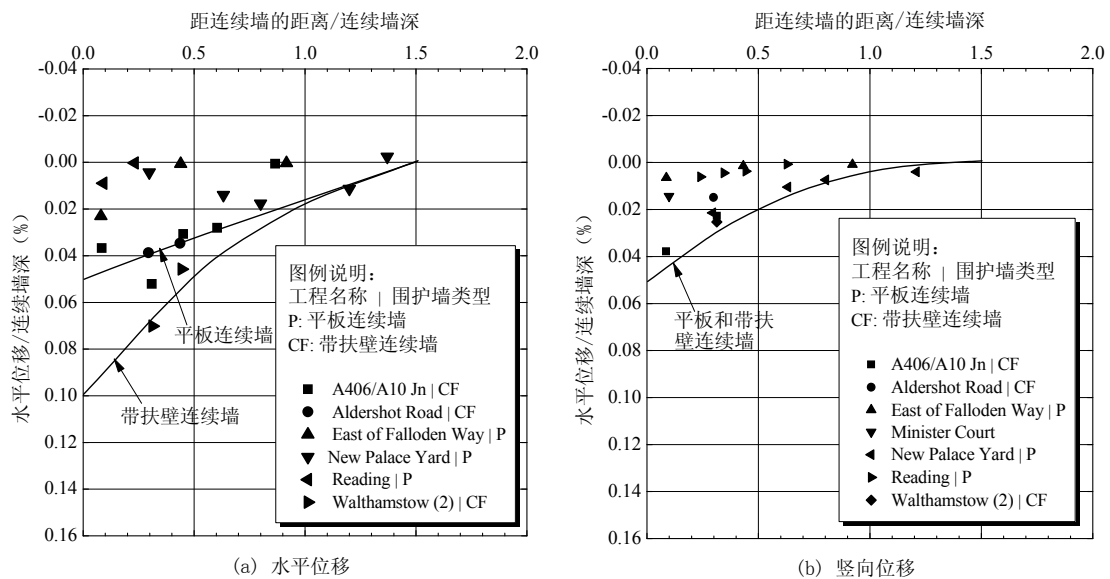 距连续墙的距离/连续墙深
0.0 0.5 1.0 1.5 2.0
-0.04
0.00
0.02
0.04
0.06
0.08
0.10
0.12
0.14
0.16
水平位移/连续墙深（%）
平板连续墙
带扶壁连续墙
图例说明：
工程名称 | 围护墙类型
P: 平板连续墙
CF: 带扶壁连续墙
A406/A10 Jn | CF
Aldershot Road | CF
East of Falloden Way | P
New Palace Yard | P
Reading | P
Walthamstow (2) | CF
(a) 水平位移
距连续墙的距离/连续墙深
0.0 0.5 1.0 1.5 2.0
-0.04
0.00
0.02
0.04
0.06
0.08
0.10
0.12
0.14
0.16
水平位移/连续墙深（%）
平板和带扶
壁连续墙
图例说明：
工程名称 | 围护墙类型
P: 平板连续墙
CF: 带扶壁连续墙
A406/A10 Jn | CF
Aldershot Road | CF
East of Falloden Way | P
Minister Court
New Palace Yard | P
Reading | P
Walthamstow (2) | CF
(b) 竖向位移